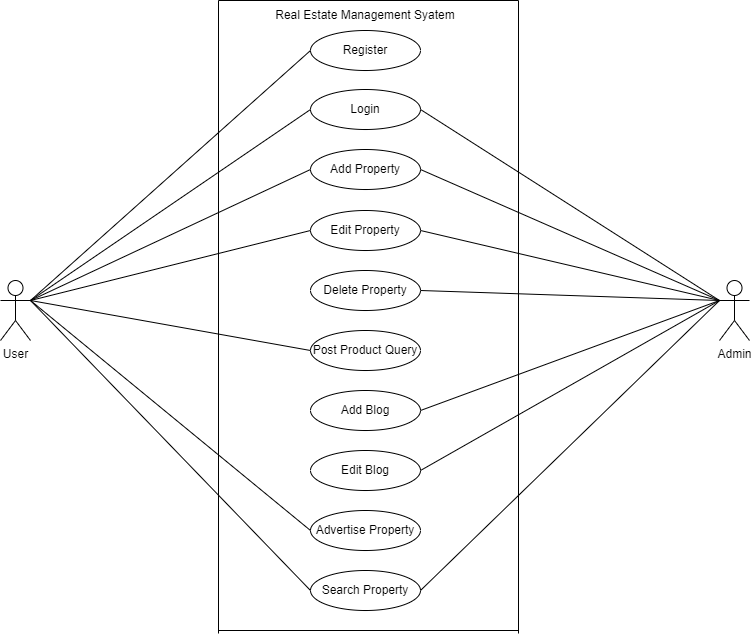 Real Estate Management Syatem
Register
Login
Add Property
Edit Property
Delete Property
Post Product Query
User
Admin
Add Blog
Edit Blog
Advertise Property
Search Property